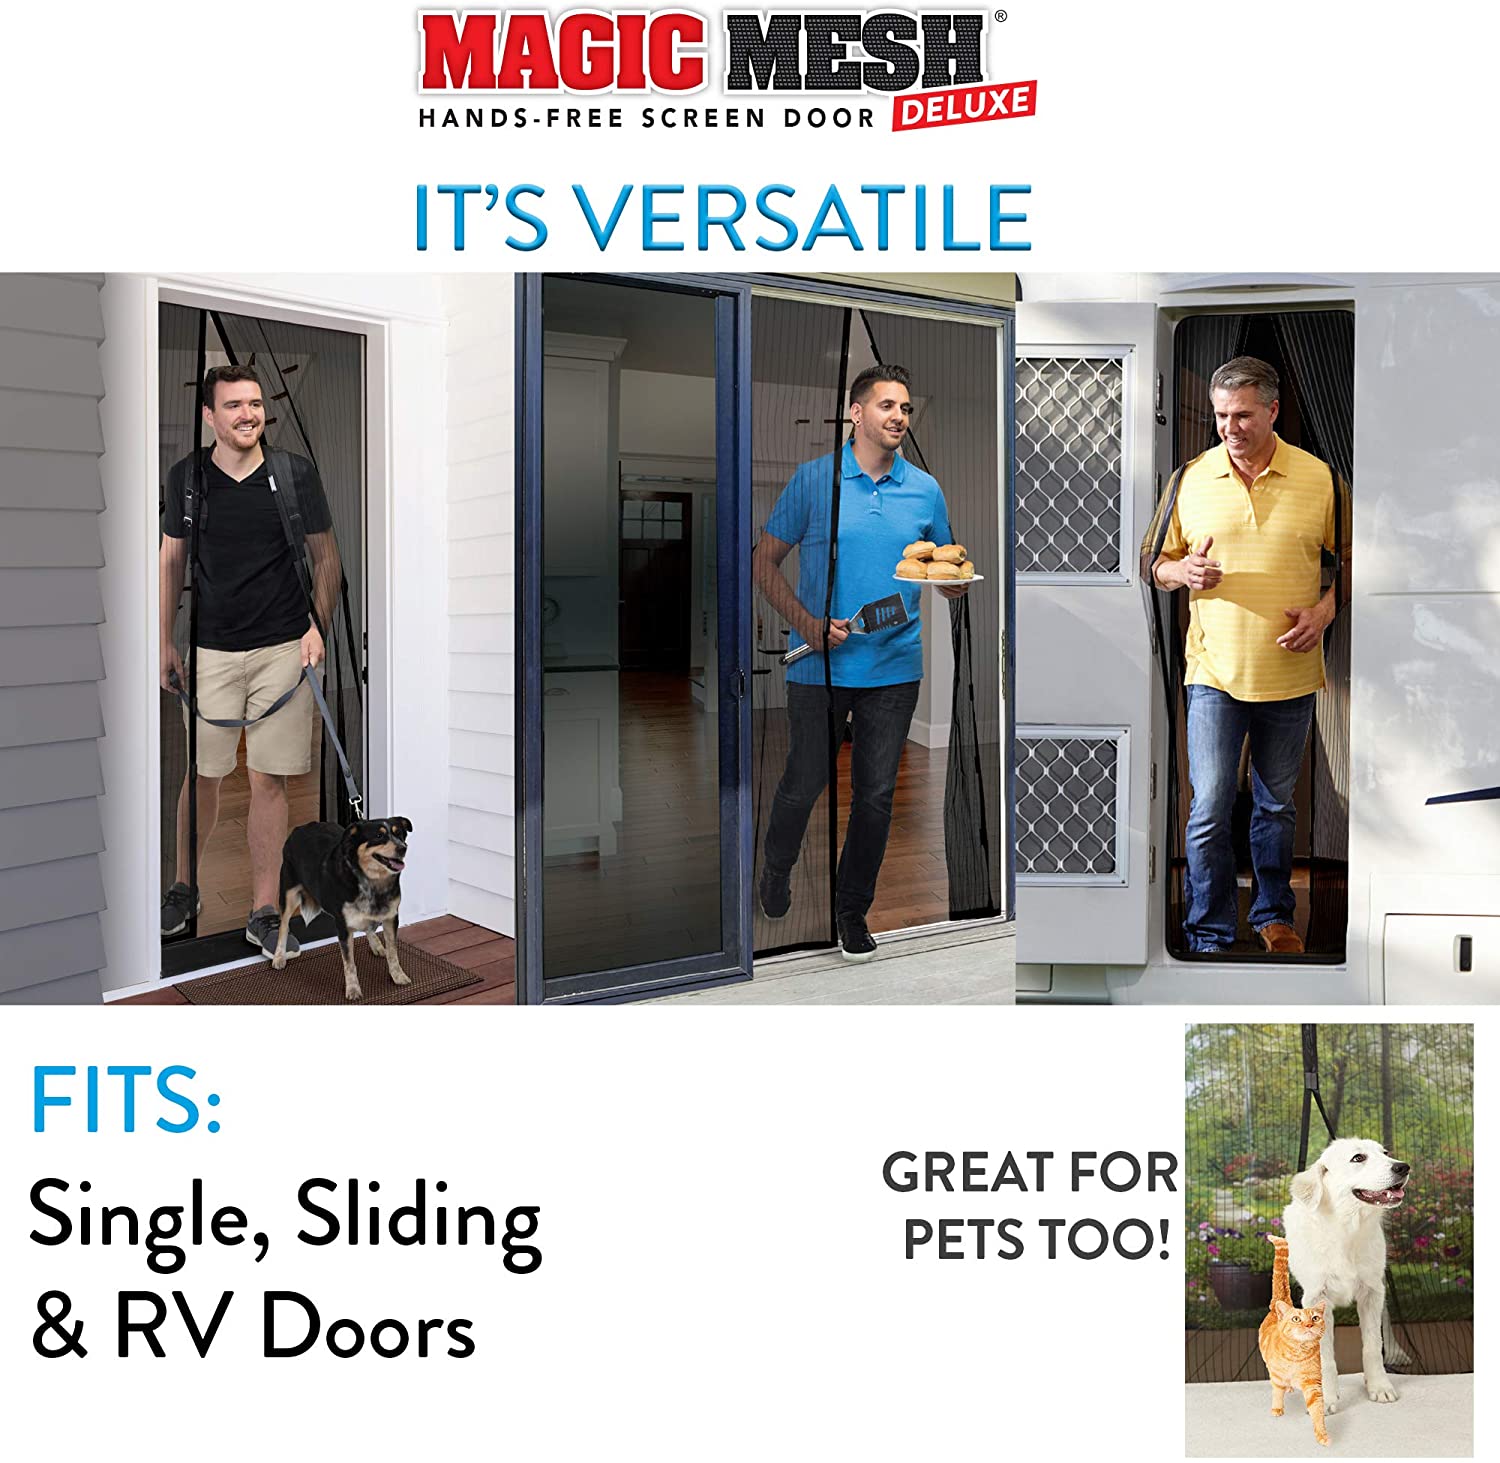 MAGIC MESH®
HANDS-FREE SCREEN DOOR DELUXE
IT'S VERSATILE
FITS:
Single, Sliding
& RV Doors
GREAT FOR
PETS TOO!